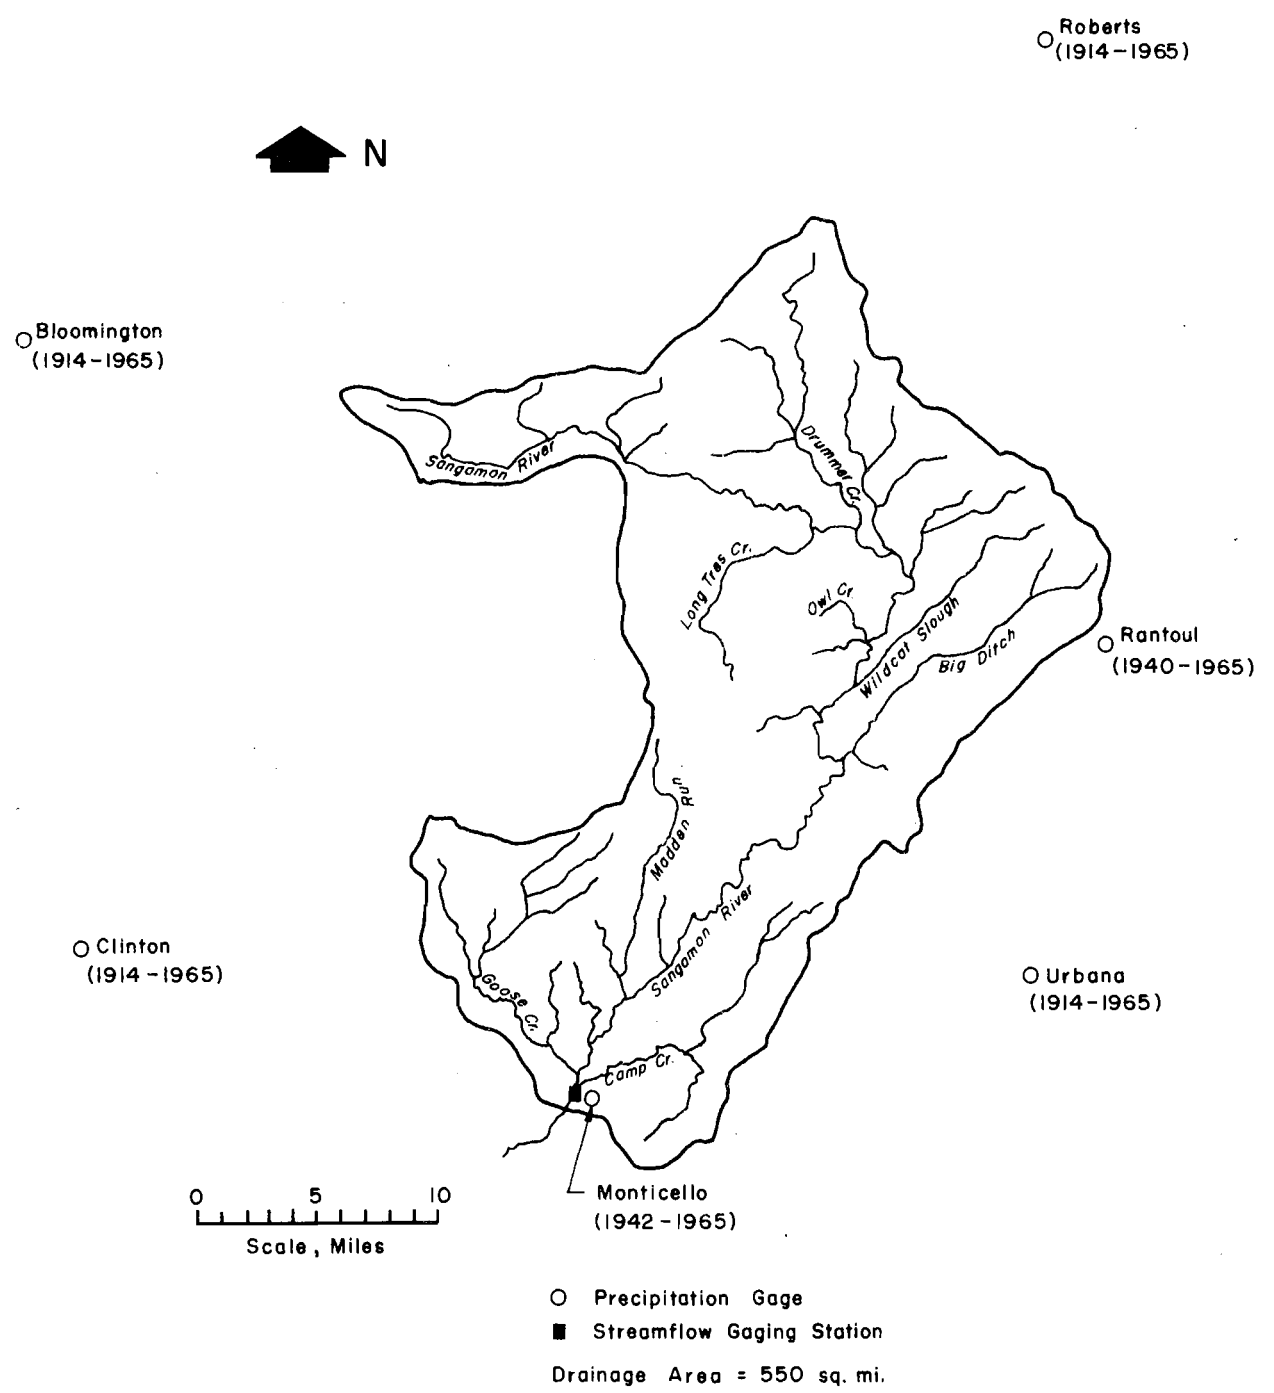 Roberts
(1914-1965)
N
Bloomington
(1914-1965)
Sangamon River
Drummer Cr.
Long Tres Cr.
Owl Cr.
Wildcat Slough
Big Ditch
Rantoul
(1940-1965)
Madden Run
Sangamon River
Clinton
(1914-1965)
Goose Cr.
Urbana
(1914-1965)
Camp Cr.
Monticello
(1942-1965)
0 5 10
Scale, Miles
Precipitation Gage
Streamflow Gaging Station
Drainage Area = 550 sq. mi.